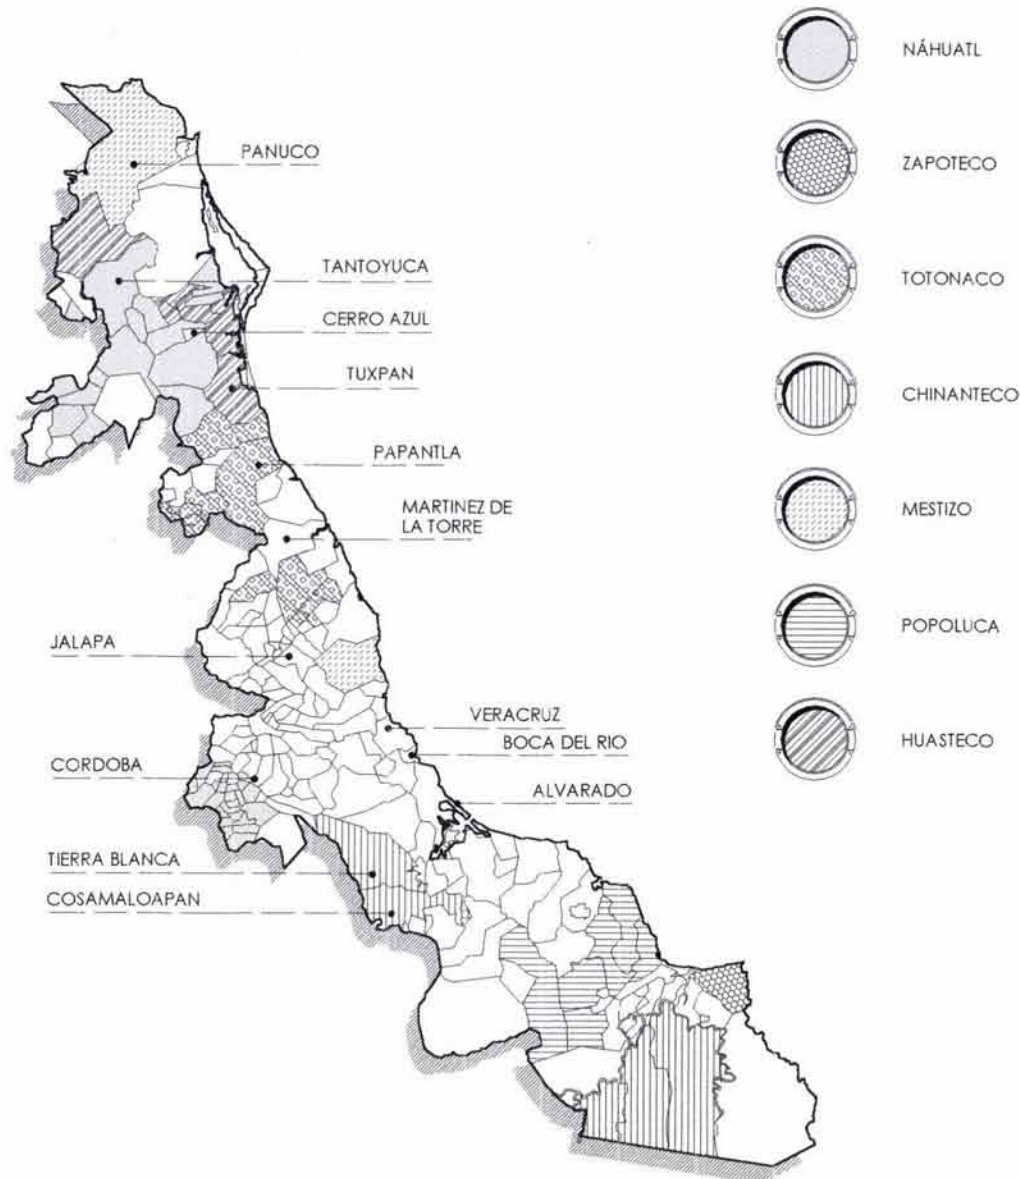 NÁHUATL
ZAPOTECO
TOTONACO
CHINANTECO
MESTIZO
POPOLUCA
HUASTECO
PANUCO
TANTOYUCA
CERRO AZUL
TUXPAN
PAPANTLA
MARTINEZ DE
LA TORRE
JALAPA
VERACRUZ
BOCA DEL RIO
CORDOBA
ALVARADO
TIERRA BLANCA
COSAMALOAPAN